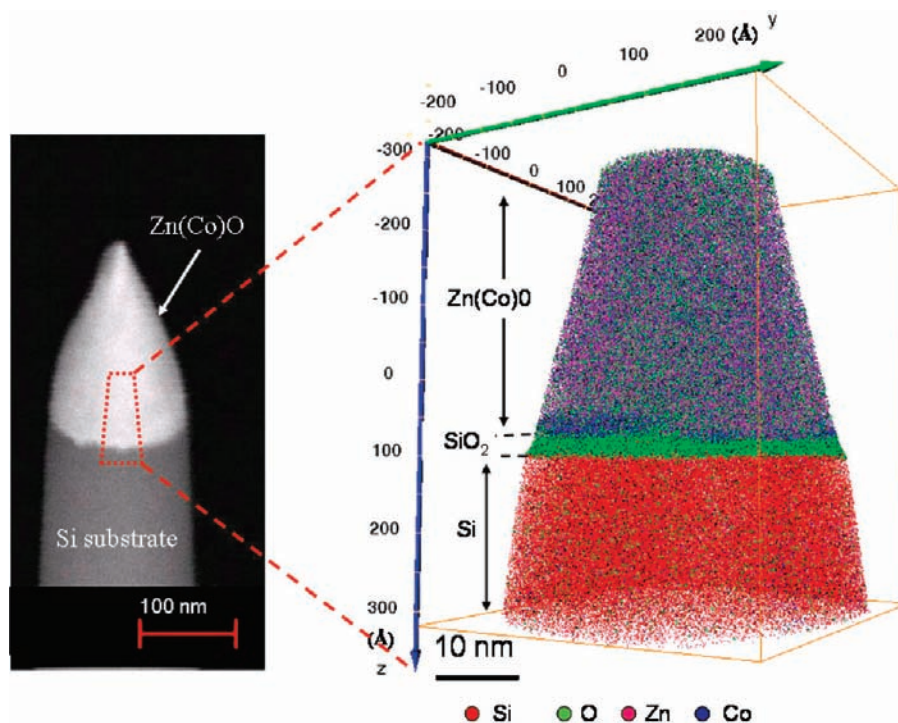 Zn(Co)O
Si substrate
100 nm
-200
-100
0
100
200 (Å)
y
-200
-100
0
100
-300
-200
-100
0
100
200
300
(Å)
z
Zn(Co)0
SiO2
Si
10 nm
Si O Zn Co